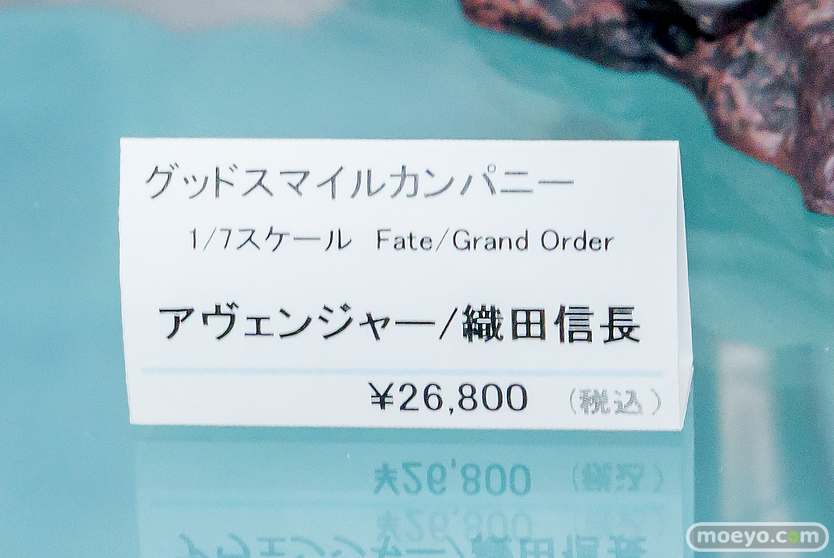 グッドスマイルカンパニー
1/7スケール Fate/Grand Order
アヴェンジャー/織田信長
¥26,800 (税込)
moeyo.com